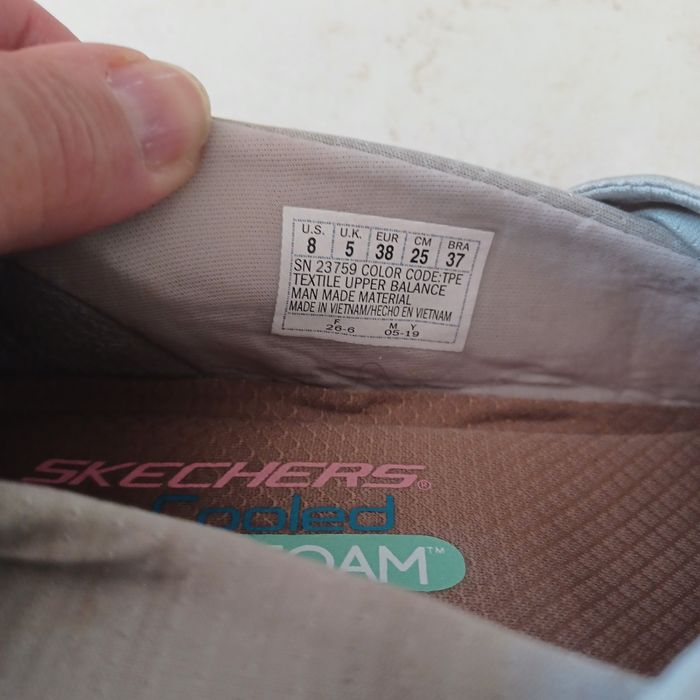 U.S. U.K. EUR CM BRA
8 5 38 25 37
SN 23759 COLOR CODE:TPE
TEXTILE UPPER BALANCE
MAN MADE MATERIAL
MADE IN VIETNAM/HECHO EN VIETNAM
F M Y
26-6 05-19
SKECHERS®
Cooled
FOAM™